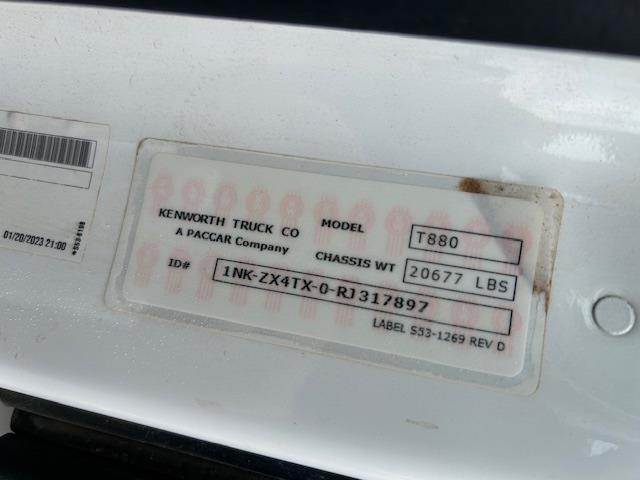 01/20/2023 21:00
KENWORTH TRUCK CO
A PACCAR Company
MODEL T880
CHASSIS WT 20677 LBS
ID# 1NK-ZX4TX-0-RJ317897
LABEL S53-1269 REV D